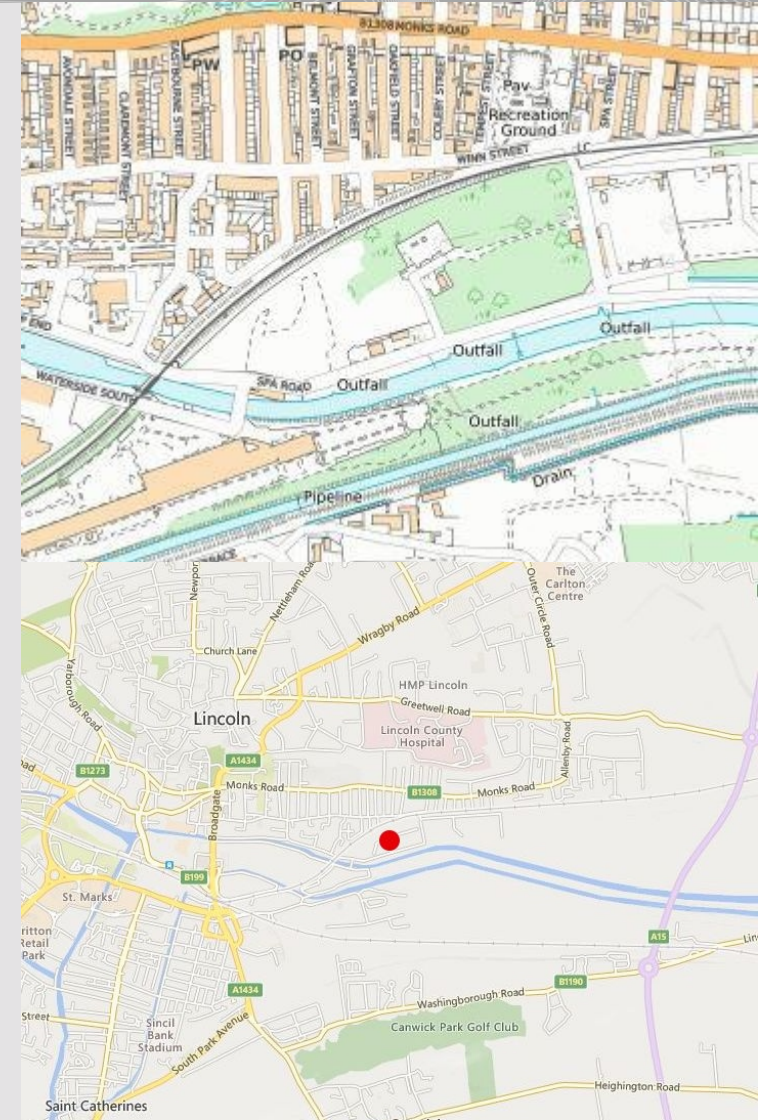 B1308 MONKS ROAD
PW
PO
AVONDALE STREET
CLAREMONT STREET
EASTBOURNE STREET
BELMONT STREET
GRAFTON STREET
OAKFIELD STREET
COLEBY STREET
TEMPEST STREET
SPA STREET
Pav
Recreation
Ground
WINN STREET
LC
END
WATERSIDE SOUTH
SPA ROAD
Outfall
Outfall
Outfall
Outfall
Pipeline
Drain
The
Carlton
Centre
Newpor
Nettleham Roa
Outer Circle Road
Wragby Road
Church Lane
Yarborough Road
HMP Lincoln
Greetwell Road
Lincoln
Lincoln County
Hospital
A1434
B1273
Allenby Road
Monks Road
B1308
Monks Road
Broadgate
B199
St. Marks
ritton
Retail
Park
A15
Lin
A1434
B1190
Washingborough Road
Canwick Park Golf Club
Street
Sincil
Bank
Stadium
South Park Avenue
Heighington Road
Saint Catherines